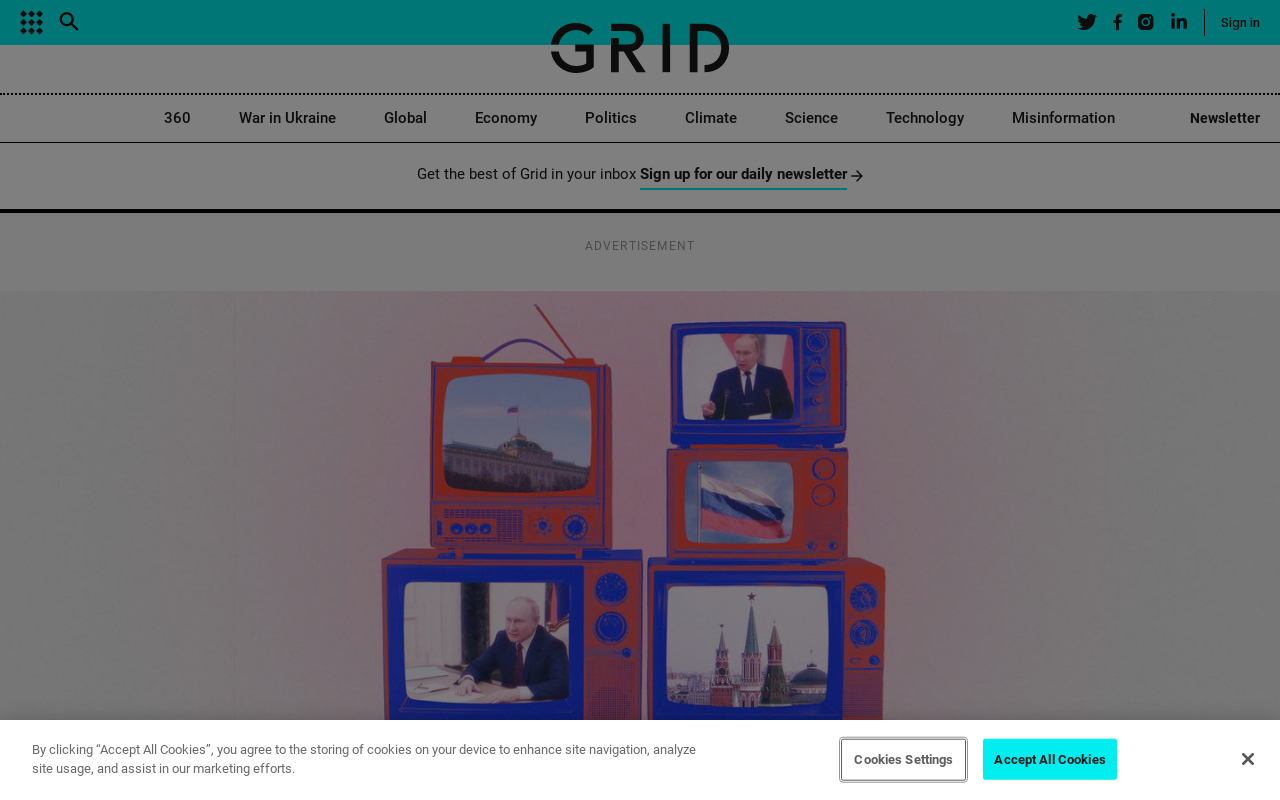 Sign in
GRID
360 War in Ukraine Global Economy Politics Climate Science Technology Misinformation Newsletter
Get the best of Grid in your inbox Sign up for our daily newsletter
ADVERTISEMENT
By clicking “Accept All Cookies”, you agree to the storing of cookies on your device to enhance site navigation, analyze
site usage, and assist in our marketing efforts.
Cookies Settings
Accept All Cookies